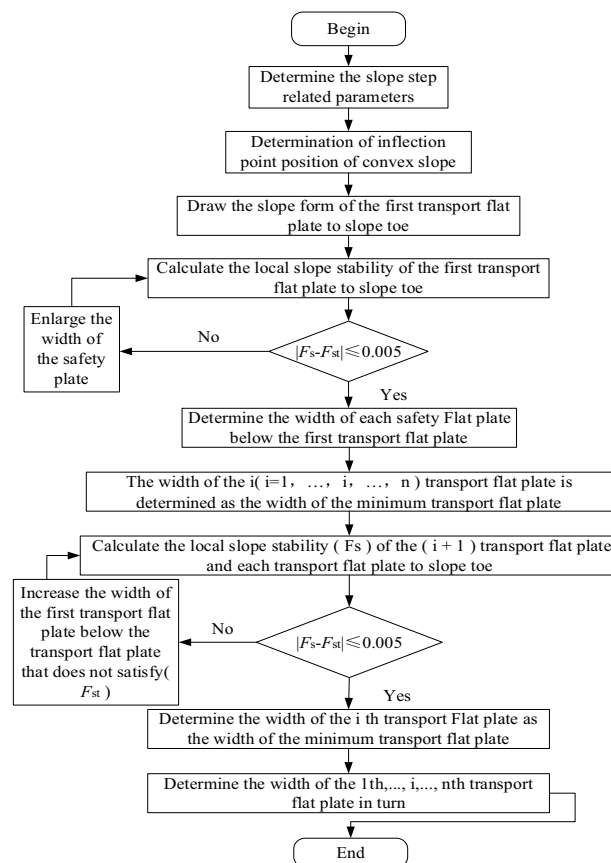 Begin
Determine the slope step
related parameters
Determination of inflection
point position of convex slope
Draw the slope form of the first transport flat
plate to slope toe
Calculate the local slope stability of the first transport
flat plate to slope toe
Enlarge the
width of
the safety
plate
No
|Fs-Fst|≤0.005
Yes
Determine the width of each safety Flat plate
below the first transport flat plate
The width of the i( i=1, …, i, …, n ) transport flat plate is
determined as the width of the minimum transport flat plate
Calculate the local slope stability ( Fs ) of the ( i + 1 ) transport flat plate
and each transport flat plate to slope toe
Increase the width of
the first transport flat
plate below the
transport flat plate
that does not satisfy(
Fst )
No
|Fs-Fst|≤0.005
Yes
Determine the width of the i th transport Flat plate as
the width of the minimum transport flat plate
Determine the width of the 1th,..., i,..., nth transport
flat plate in turn
End